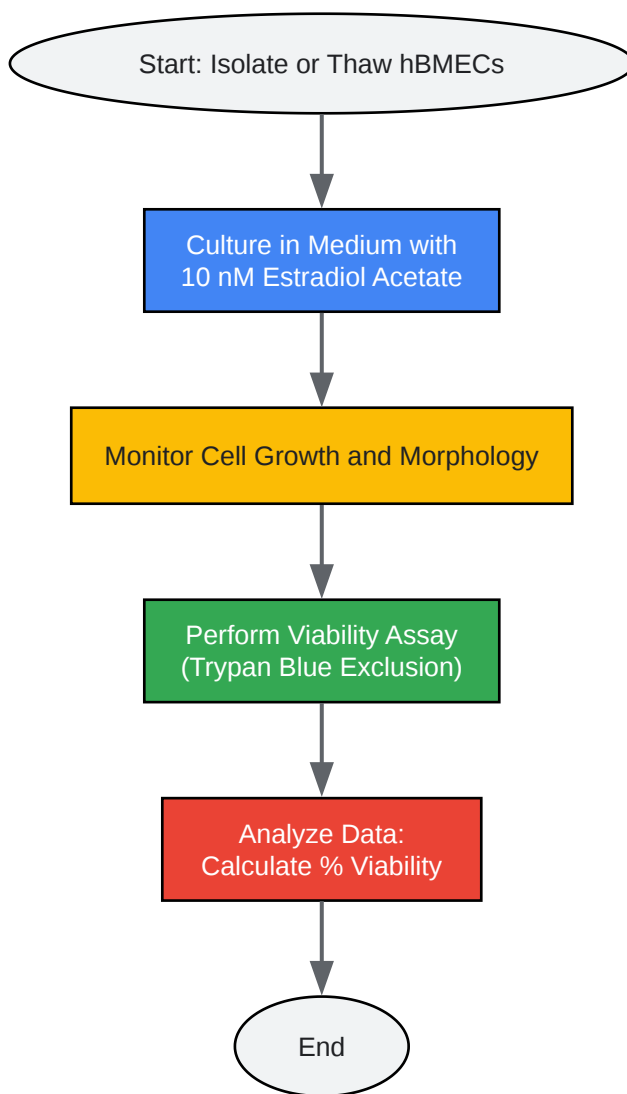 Start: Isolate or Thaw hBMECs
Culture in Medium with
10 nM Estradiol Acetate
Monitor Cell Growth and Morphology
Perform Viability Assay
(Trypan Blue Exclusion)
Analyze Data:
Calculate % Viability
End